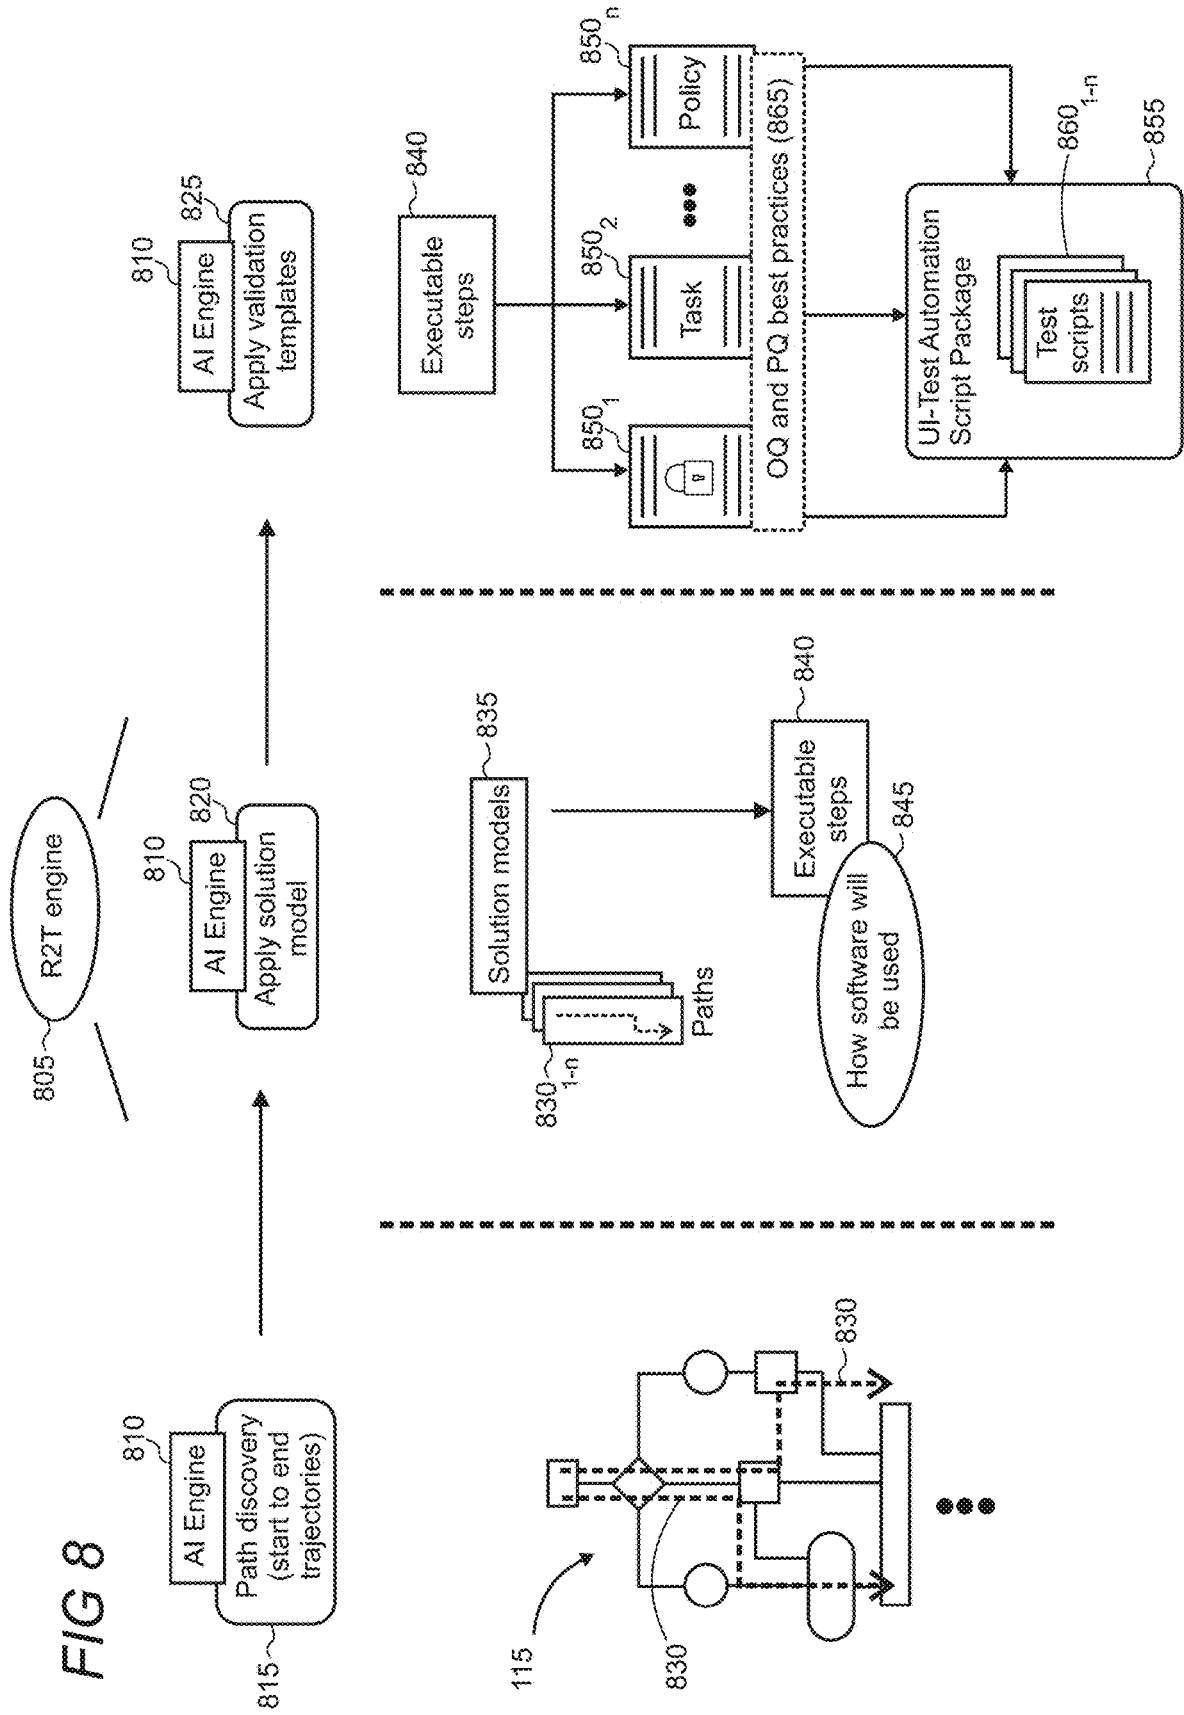 FIG 8
805
R2T engine
810
AI Engine
Path discovery
(start to end
trajectories)
815
810
AI Engine
820
Apply solution
model
810
AI Engine
825
Apply validation
templates
115
830
830
830 1-n
Paths
Solution models
835
Executable
steps
840
How software will
be used
845
Executable
steps
840
850 1
850 2
Task
850 n
Policy
OQ and PQ best practices (865)
UI-Test Automation
Script Package
Test
scripts
860 1-n
855